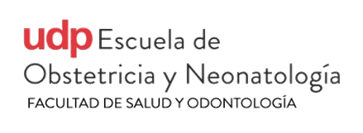 udp Escuela de
Obstetricia y Neonatología
FACULTAD DE SALUD Y ODONTOLOGÍA